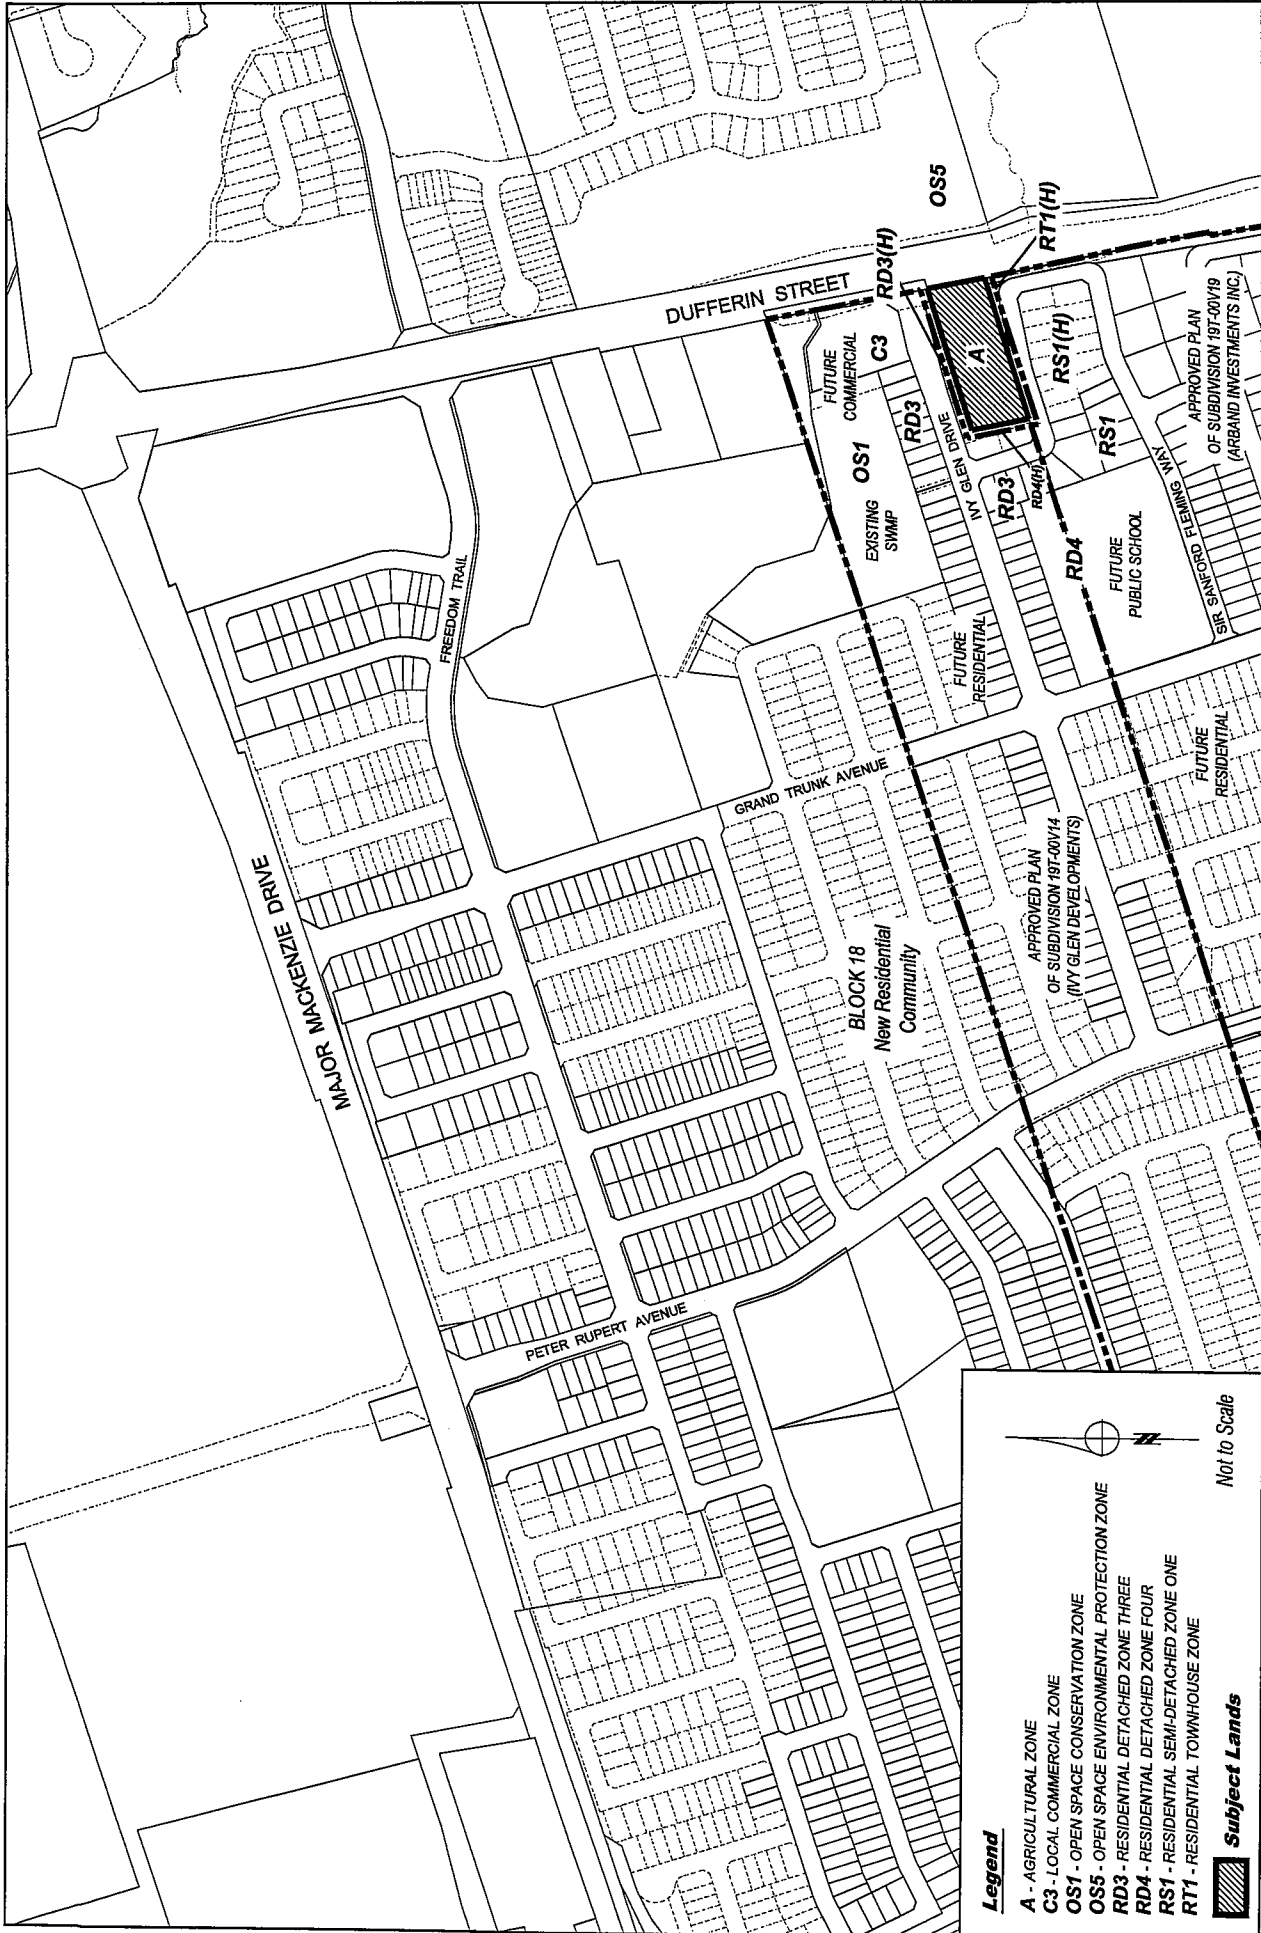 MAJOR MACKENZIE DRIVE
FREEDOM TRAIL
DUFFERIN STREET
PETER RUPERT AVENUE
GRAND TRUNK AVENUE
BLOCK 18
New Residential
Community
OS5
FUTURE
COMMERCIAL
C3
RD3(H)
OS1
EXISTING
SWMP
RD3
IVY GLEN DRIVE
A
RT1(H)
RD3
RD4(H)
RS1(H)
RS1
RD4
FUTURE
RESIDENTIAL
FUTURE
PUBLIC SCHOOL
SIR SANFORD FLEMING WAY
APPROVED PLAN
OF SUBDIVISION 19T-00V19
(ARBAND INVESTMENTS INC.)
APPROVED PLAN
OF SUBDIVISION 19T-00V14
(IVY GLEN DEVELOPMENTS)
FUTURE
RESIDENTIAL
Legend
A - AGRICULTURAL ZONE
C3 - LOCAL COMMERCIAL ZONE
OS1 - OPEN SPACE CONSERVATION ZONE
OS5 - OPEN SPACE ENVIRONMENTAL PROTECTION ZONE
RD3 - RESIDENTIAL DETACHED ZONE THREE
RD4 - RESIDENTIAL DETACHED ZONE FOUR
RS1 - RESIDENTIAL SEMI-DETACHED ZONE ONE
RT1 - RESIDENTIAL TOWNHOUSE ZONE
Subject Lands
N
Not to Scale